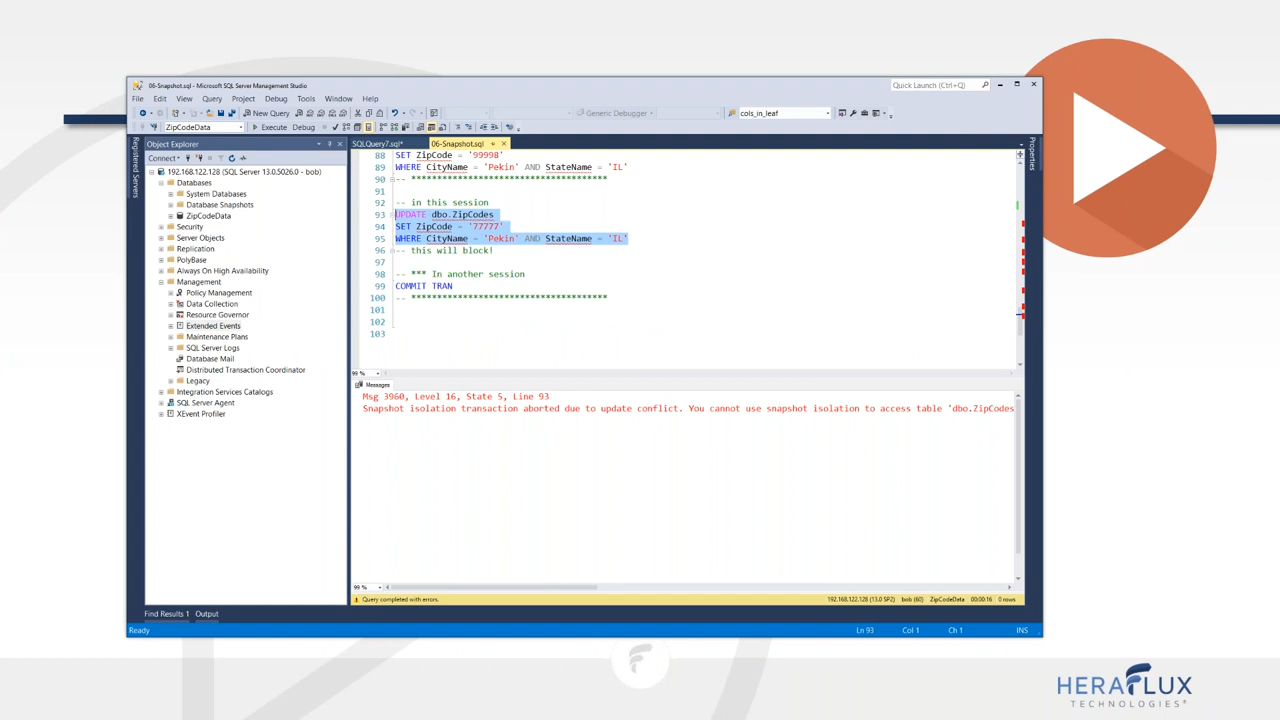 06-Snapshot.sql - Microsoft SQL Server Management Studio
Quick Launch (Ctrl+Q)
File Edit View Query Project Debug Tools Window Help
New Query
Generic Debugger
cols_in_leaf
ZipCodeData
Execute Debug
Registered Servers
Object Explorer
Connect
192.168.122.128 (SQL Server 13.0.5026.0 - bob)
Databases
System Databases
Database Snapshots
ZipCodeData
Security
Server Objects
Replication
PolyBase
Always On High Availability
Management
Policy Management
Data Collection
Resource Governor
Extended Events
Maintenance Plans
SQL Server Logs
Database Mail
Distributed Transaction Coordinator
Legacy
Integration Services Catalogs
SQL Server Agent
XEvent Profiler
Find Results 1 Output
SQLQuery7.sql* 06-Snapshot.sql
Properties
88 SET ZipCode = '99998'
89 WHERE CityName = 'Pekin' AND StateName = 'IL'
90 -- **************************************
91
92 -- in this session
93 UPDATE dbo.ZipCodes
94 SET ZipCode = '77777'
95 WHERE CityName = 'Pekin' AND StateName = 'IL'
96 -- this will block!
97
98 -- *** In another session
99 COMMIT TRAN
100 -- **************************************
101
102
103
99 %
Messages
Msg 3960, Level 16, State 5, Line 93
Snapshot isolation transaction aborted due to update conflict. You cannot use snapshot isolation to access table 'dbo.ZipCodes
99 %
Query completed with errors.
192.168.122.128 (13.0 SP2) bob (60) ZipCodeData 00:00:16 0 rows
Ready
Ln 93 Col 1 Ch 1 INS
HERAFLUX
TECHNOLOGIES